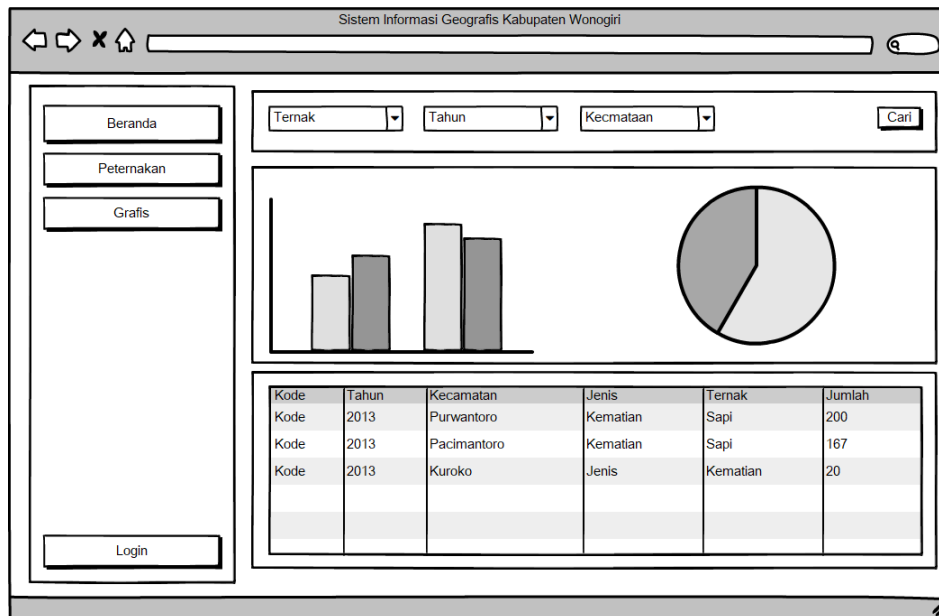 Sistem Informasi Geografis Kabupaten Wonogiri
Beranda
Peternakan
Grafis
Login
Ternak Tahun Kecmataan Cari
Kode Tahun Kecamatan Jenis Ternak Jumlah
Kode 2013 Purwantoro Kematian Sapi 200
Kode 2013 Pacimantoro Kematian Sapi 167
Kode 2013 Kuroko Jenis Kematian 20